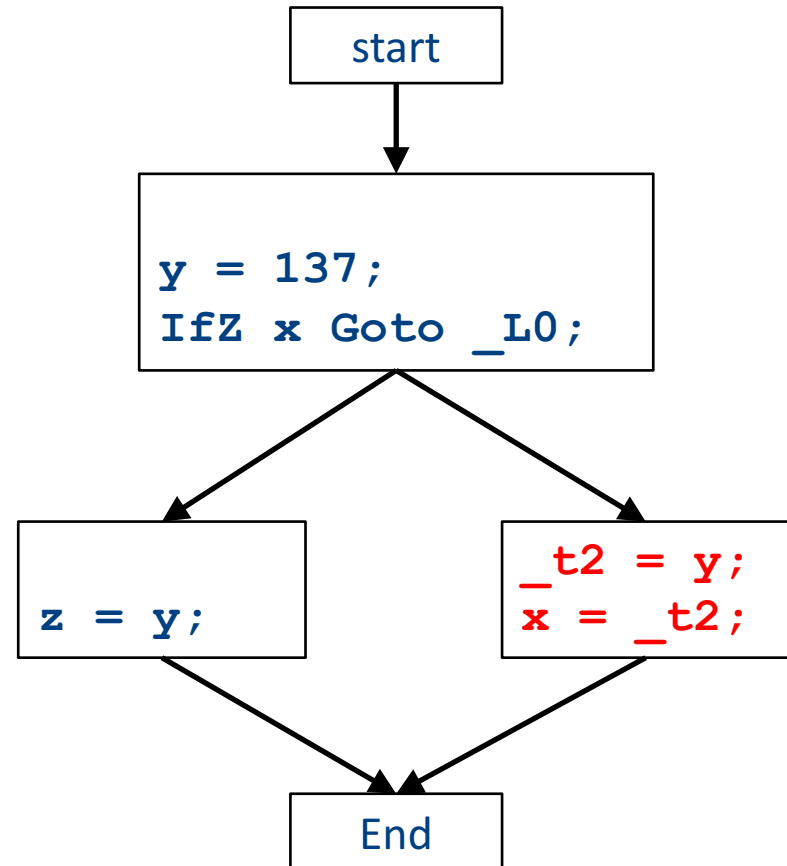 start
y = 137;
IfZ x Goto _L0;
z = y;
_t2 = y;
x = _t2;
End